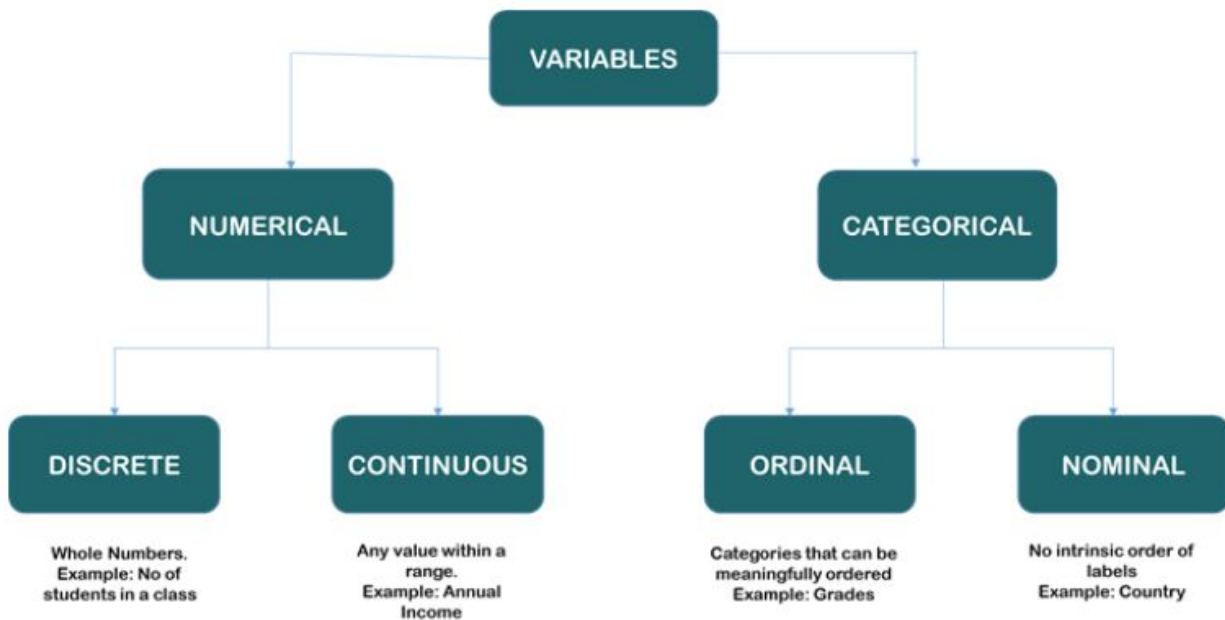 VARIABLES
NUMERICAL
CATEGORICAL
DISCRETE
CONTINUOUS
ORDINAL
NOMINAL
Whole Numbers.
Example: No of
students in a class
Any value within a
range.
Example: Annual
Income
Categories that can be
meaningfully ordered
Example: Grades
No intrinsic order of
labels
Example: Country